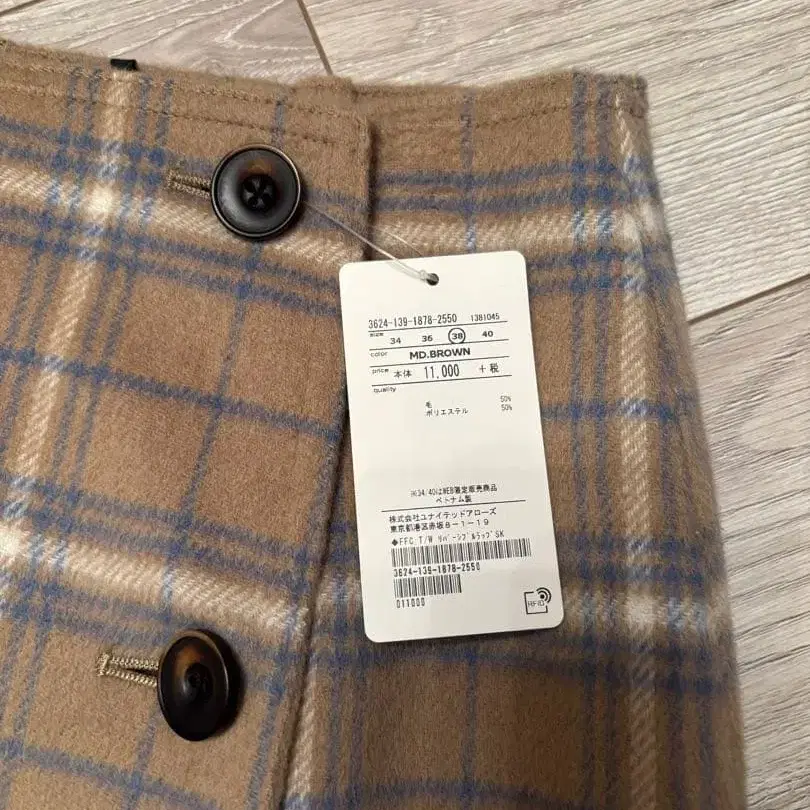 3624-139-1878-2550 1381045
size 34 36 38 40
color MD.BROWN
price 本体 11,000 +税
quality
毛 50%
ポリエステル 50%
※34/40はWEB限定販売商品
ベトナム製
株式会社ユナイテッドアローズ
東京都港区赤坂8-1-19
◆FFC T/W リバーシブルラップSK
3624-139-1878-2550
011000
RFID